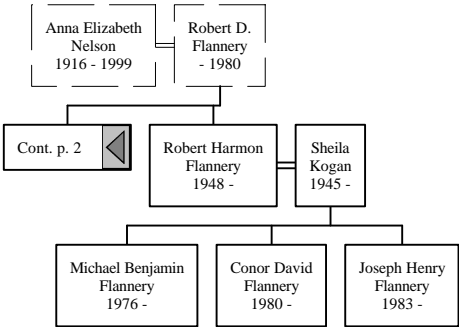 Anna Elizabeth
Nelson
1916 - 1999
Robert D.
Flannery
- 1980
Cont. p. 2
Robert Harmon
Flannery
1948 -
Sheila
Kogan
1945 -
Michael Benjamin
Flannery
1976 -
Conor David
Flannery
1980 -
Joseph Henry
Flannery
1983 -